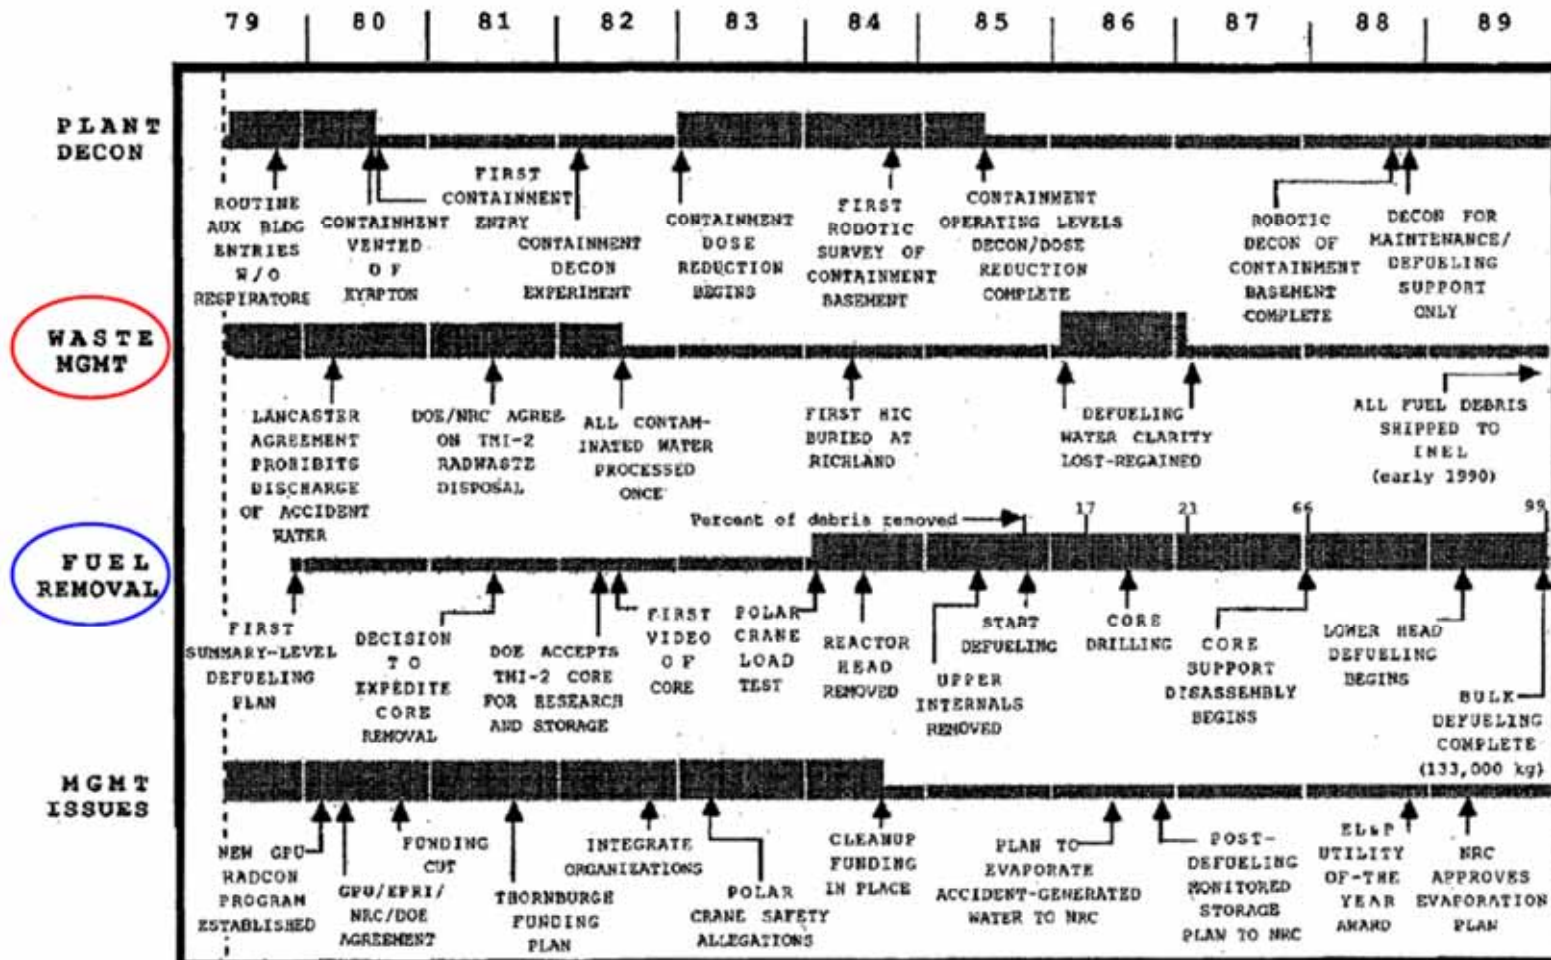 79 80 81 82 83 84 85 86 87 88 89
PLANT
DECON
ROUTINE
AUX BLDG
ENTRIES
W/O
RESPIRATORS
CONTAINMENT
VENTED
OF
KYRPTON
FIRST
CONTAINMENT
ENTRY
CONTAINMENT
DECON
EXPERIMENT
CONTAINMENT
DOSE
REDUCTION
BEGINS
FIRST
ROBOTIC
SURVEY OF
CONTAINMENT
BASEMENT
CONTAINMENT
OPERATING LEVELS
DECON/DOSE
REDUCTION
COMPLETE
ROBOTIC
DECON OF
CONTAINMENT
BASEMENT
COMPLETE
DECON FOR
MAINTENANCE/
DEFUELING
SUPPORT
ONLY
WASTE
MGMT
LANCASTER
AGREEMENT
PROHIBITS
DISCHARGE
OF ACCIDENT
WATER
DOE/NRC AGREE
ON TMI-2
RADWASTE
DISPOSAL
ALL CONTAM-
INATED WATER
PROCESSED
ONCE
FIRST HIC
BURIED AT
RICHLAND
DEFUELING
WATER CLARITY
LOST-REGAINED
ALL FUEL DEBRIS
SHIPPED TO
INEL
(early 1990)
FUEL
REMOVAL
Percent of debris removed
17 21 66 99
FIRST
SUMMARY-LEVEL
DEFUELING
PLAN
DECISION
TO
EXPEDITE
CORE
REMOVAL
DOE ACCEPTS
TMI-2 CORE
FOR RESEARCH
AND STORAGE
FIRST
VIDEO
OF
CORE
POLAR
CRANE
LOAD
TEST
REACTOR
HEAD
REMOVED
UPPER
INTERNALS
REMOVED
START
DEFUELING
CORE
DRILLING
CORE
SUPPORT
DISASSEMBLY
BEGINS
LOWER HEAD
DEFUELING
BEGINS
BULK
DEFUELING
COMPLETE
(133,000 kg)
MGMT
ISSUES
NEW GPU
RADCON
PROGRAM
ESTABLISHED
GPU/EPRI/
NRC/DOE
AGREEMENT
FUNDING
CUT
THORNBURGH
FUNDING
PLAN
INTEGRATE
ORGANIZATIONS
POLAR
CRANE SAFETY
ALLEGATIONS
CLEANUP
FUNDING
IN PLACE
PLAN TO
EVAPORATE
ACCIDENT-GENERATED
WATER TO NRC
POST-
DEFUELING
MONITORED
STORAGE
PLAN TO NRC
EL&P
UTILITY
OF-THE
YEAR
AWARD
NRC
APPROVES
EVAPORATION
PLAN